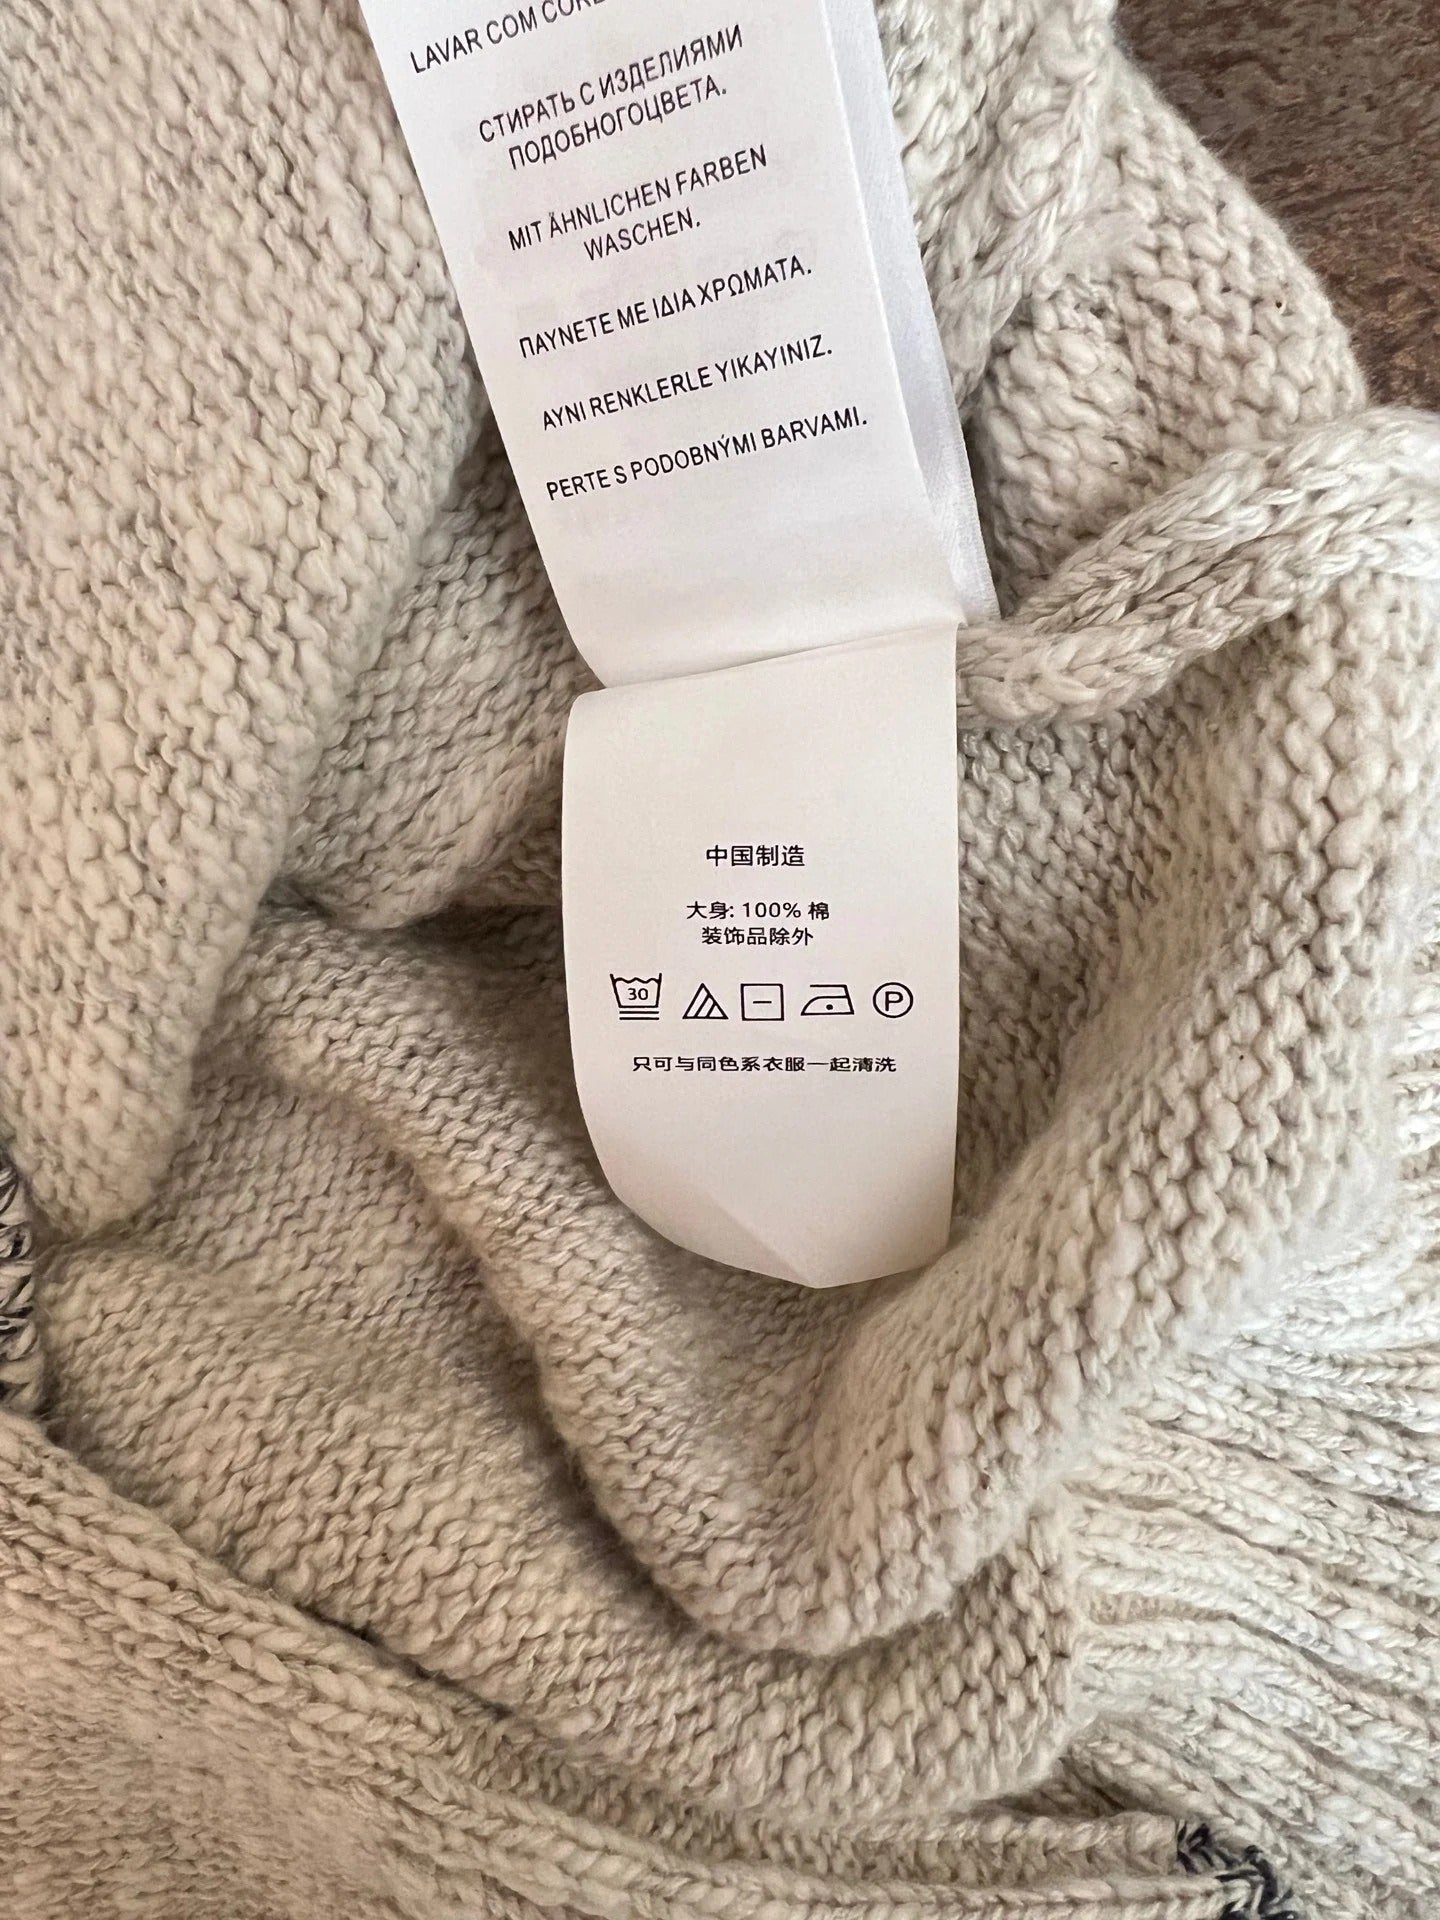 LAVAR COM
СТИРАТЬ С ИЗДЕЛИЯМИ
ПОДОБНОГОЦВЕТА.
MIT ÄHNLICHEN FARBEN
WASCHEN.
ΠΛΥΝΕΤΕ ΜΕ ΙΔΙΑ ΧΡΩΜΑΤΑ.
AYNI RENKLERLE YIKAYINIZ.
PERTE S PODOBNÝMI BARVAMI.
中国制造
大身: 100% 棉
装饰品除外
30
P
只可与同色系衣服一起清洗